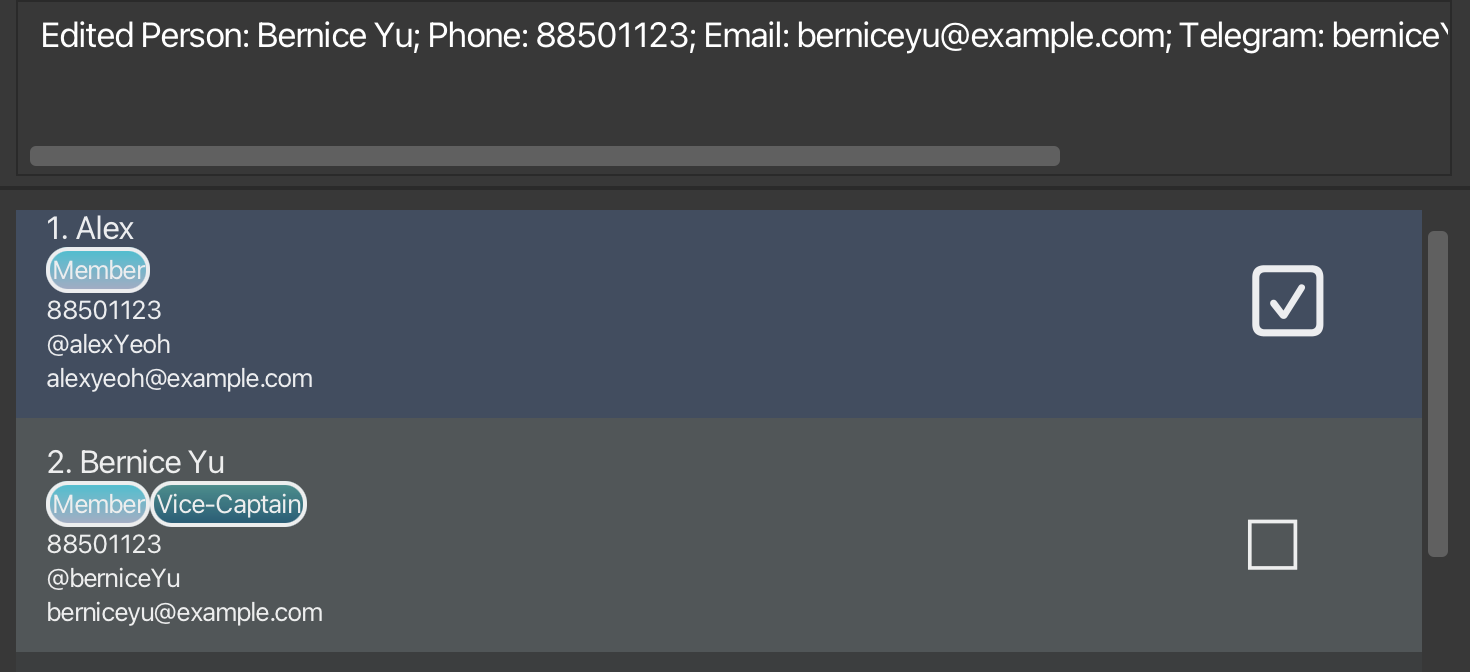 Edited Person: Bernice Yu; Phone: 88501123; Email: berniceyu@example.com; Telegram: bernice
1. Alex
Member
88501123
@alexYeoh
alexyeoh@example.com
2. Bernice Yu
Member Vice-Captain
88501123
@berniceYu
berniceyu@example.com